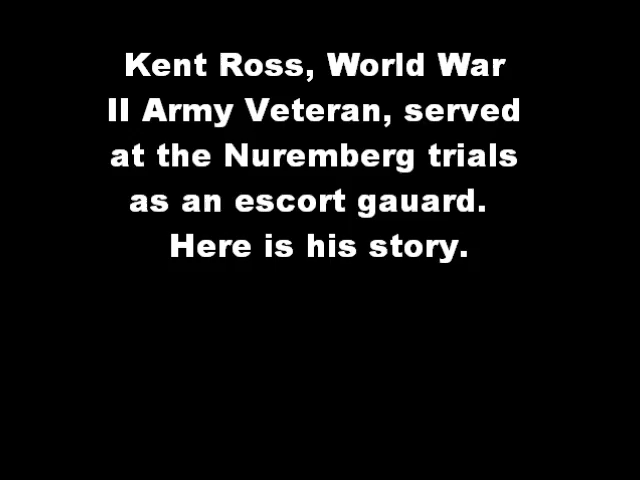 Kent Ross, World War
II Army Veteran, served
at the Nuremberg trials
as an escort gauard.
Here is his story.